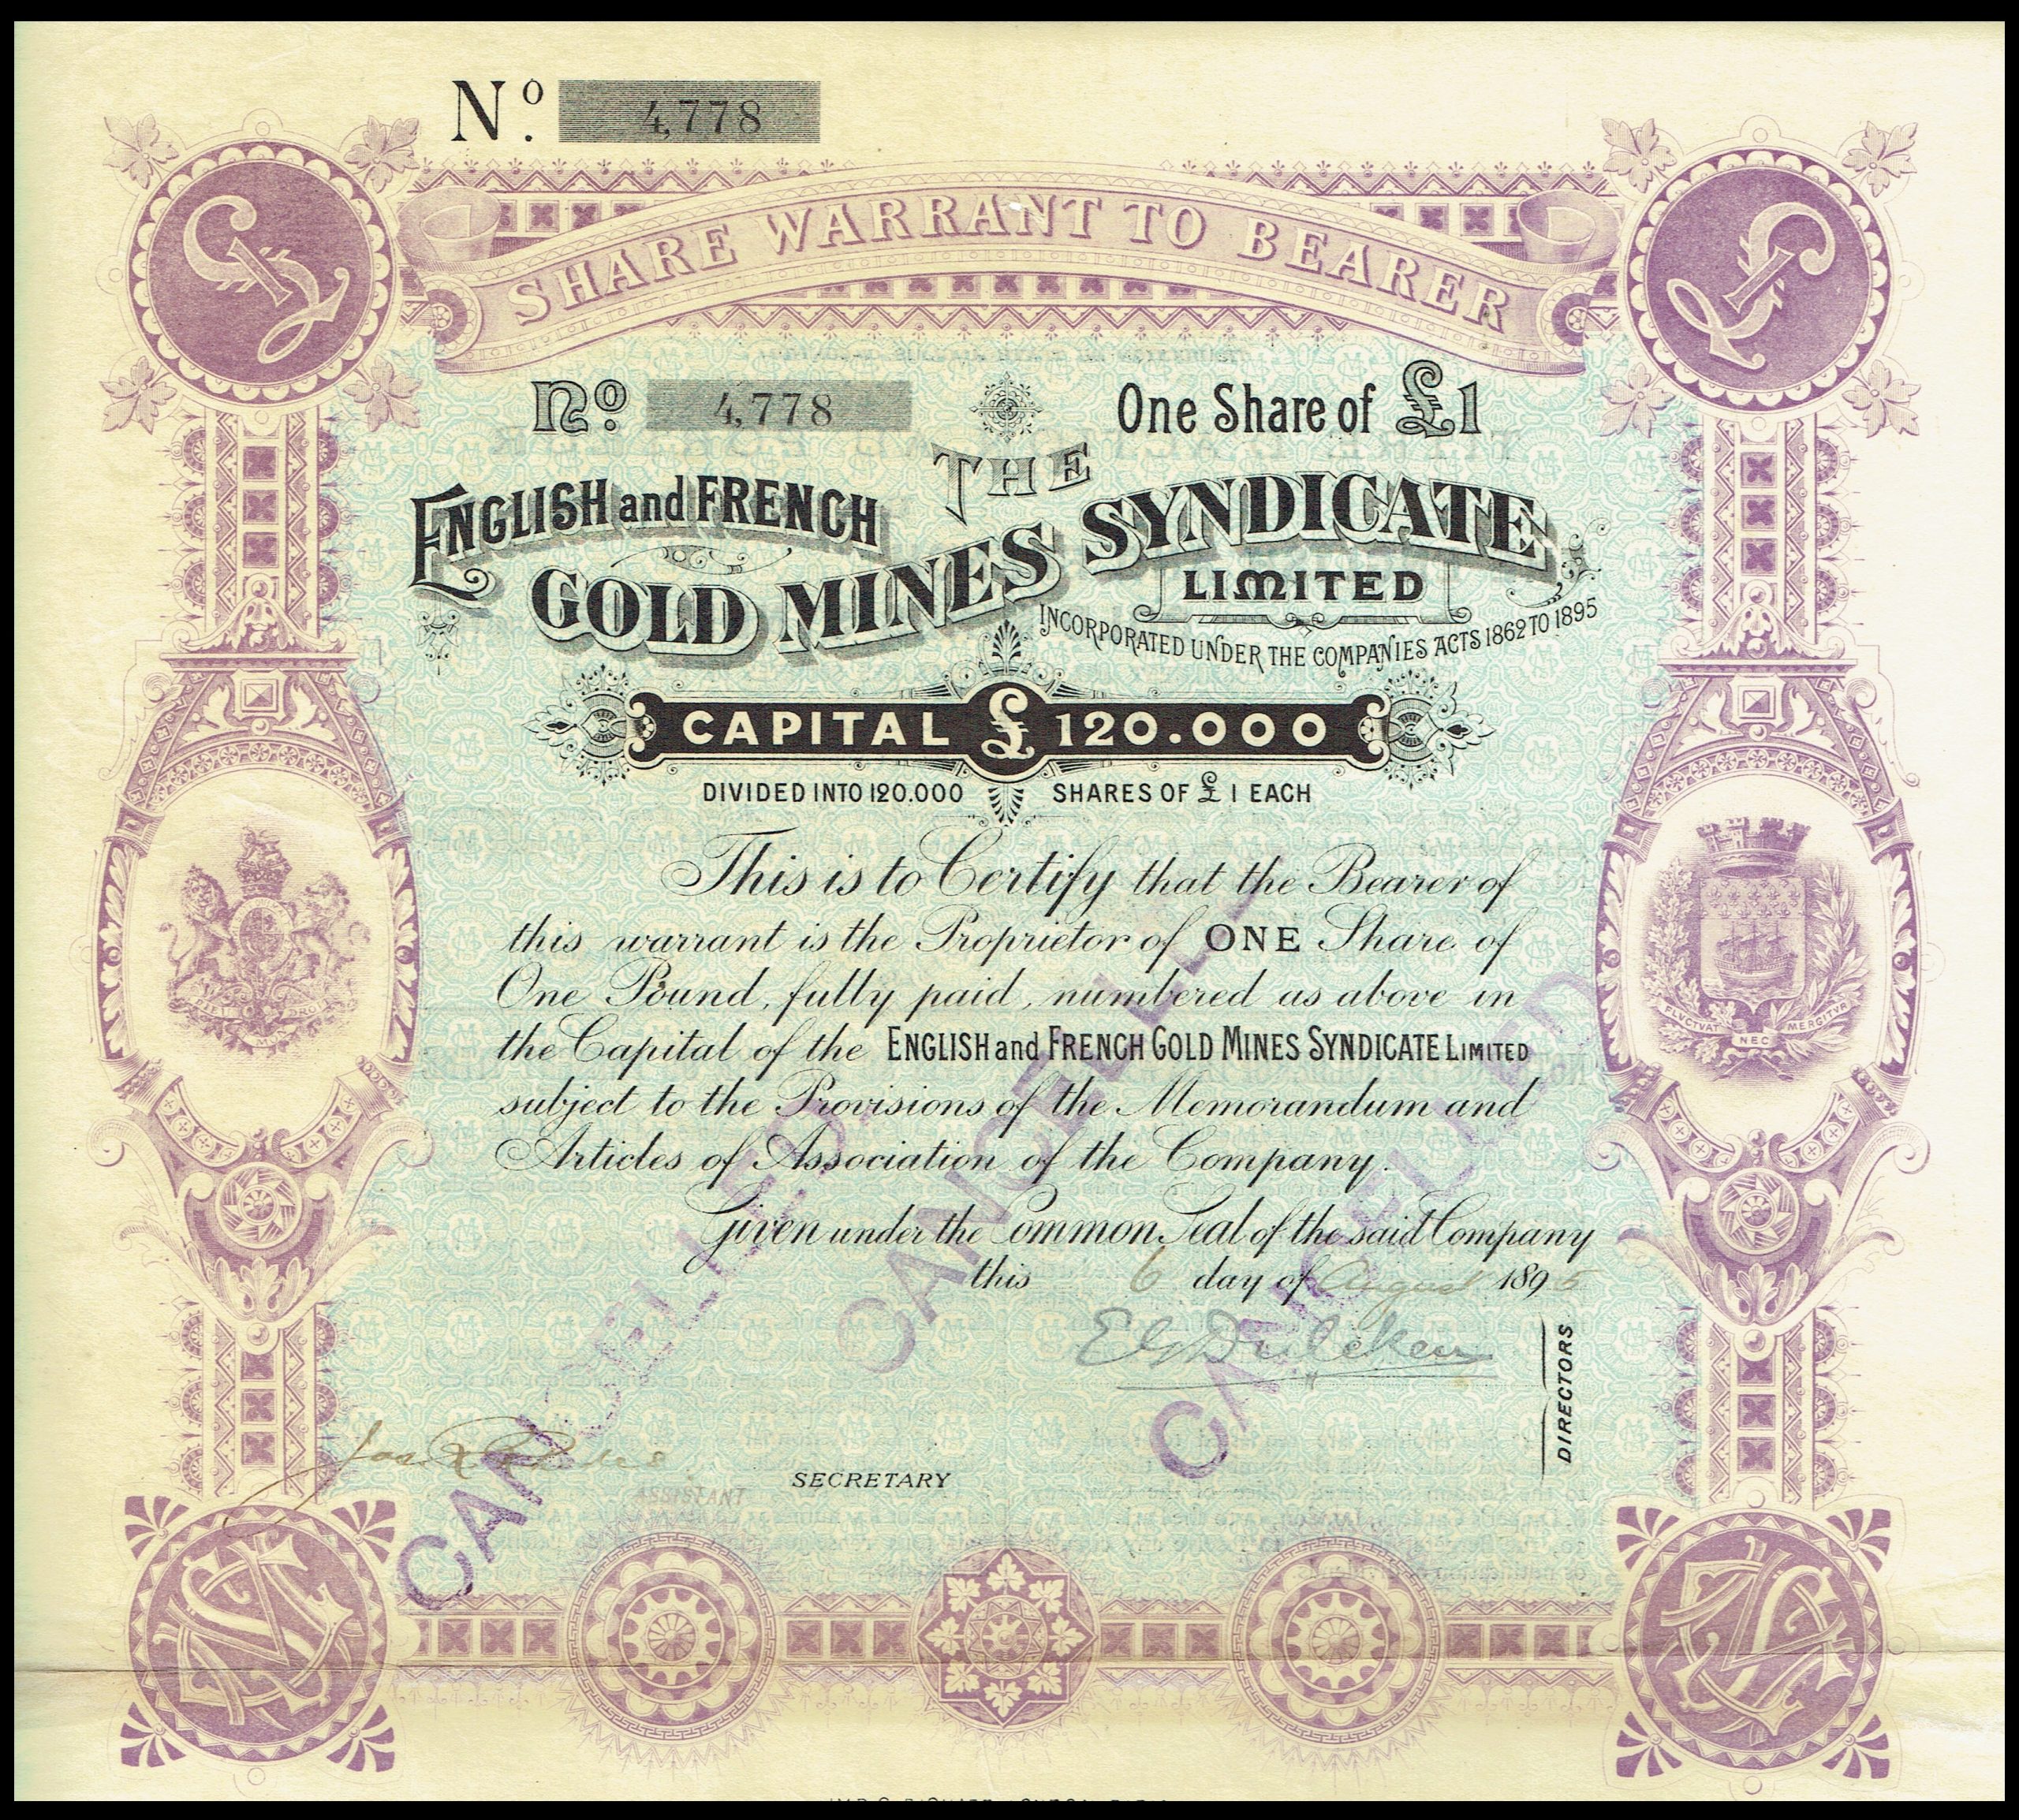 Nº. 4,778
SHARE WARRANT TO BEARER
Nº. 4,778
One Share of £1
THE
ENGLISH and FRENCH
GOLD MINES SYNDICATE
LIMITED
INCORPORATED UNDER THE COMPANIES ACTS 1862 TO 1895
CAPITAL £ 120.000
DIVIDED INTO 120.000 SHARES OF £ 1 EACH
This is to Certify that the Bearer of
this warrant is the Proprietor of ONE Share of
One Pound, fully paid, numbered as above in
the Capital of the ENGLISH and FRENCH GOLD MINES SYNDICATE LIMITED
subject to the Provisions of the Memorandum and
Articles of Association of the Company.
Given under the Common Seal of the said Company
this 6 day of August 1895
DIRECTORS
ASSISTANT SECRETARY
FLVCTVAT NEC MERGITVR
CANCELLED
CANCELLED
CANCELLED